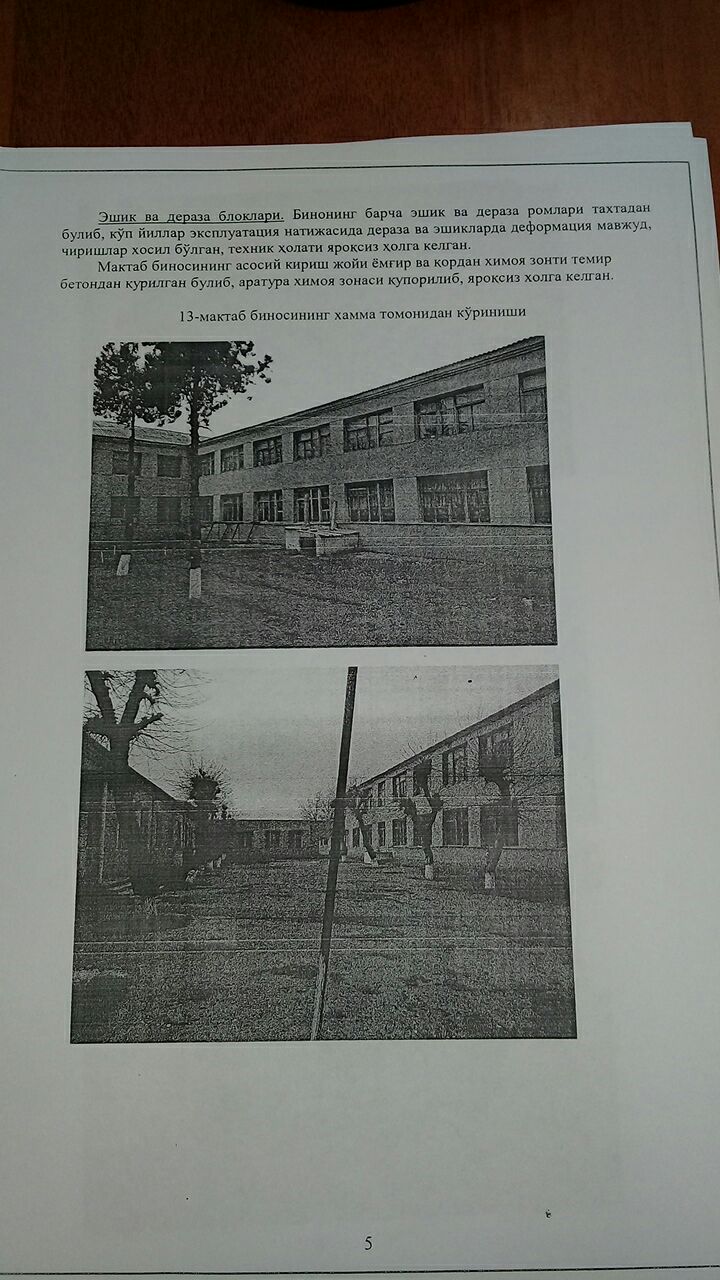 Эшик ва дераза блоклари. Бинонинг барча эшик ва дераза ромлари тахтадан
булиб, кўп йиллар эксплуатация натижасида дераза ва эшикларда деформация мавжуд,
чиришлар хосил бўлган, техник ҳолати яроксиз ҳолга келган.
Мактаб биносининг асосий кириш жойи ёмғир ва кордан химоя зонти темир
бетондан курилган булиб, аратура химоя зонаси купорилиб, яроксиз холга келган.
13-мактаб биносининг хамма томонидан кўриниши
5